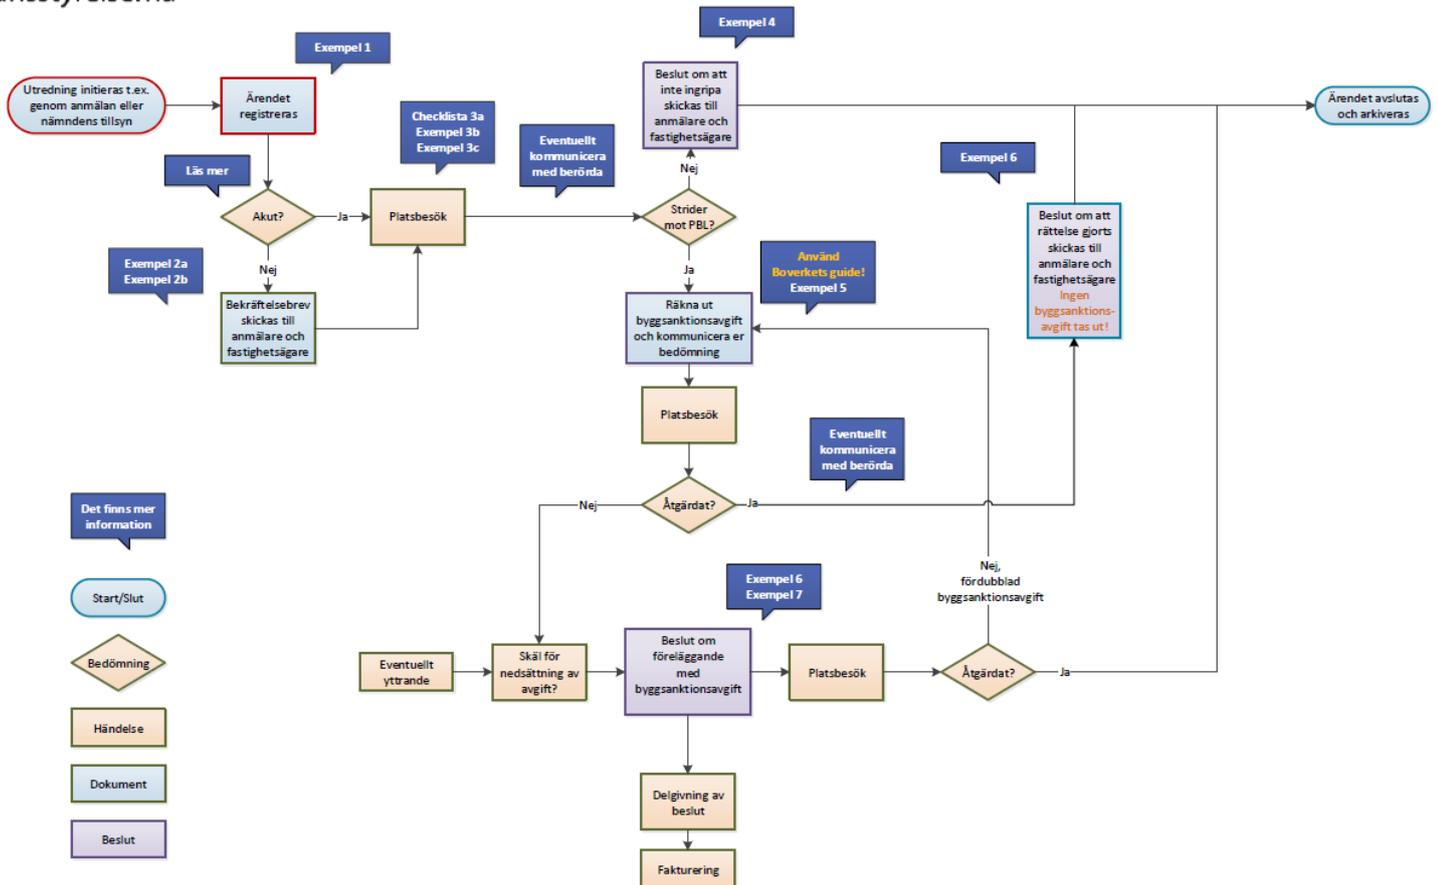 Exempel 4
Exempel 1
Utredning initieras t.ex.
genom anmälan eller
nämndens tillsyn
Ärendet
registreras
Checklista 3a
Exempel 3b
Exempel 3c
Eventuellt
kommunicera
med berörda
Beslut om att
inte ingripa
skickas till
anmälare och
fastighetsägare
Ärendet avslutas
och arkiveras
Läs mer
Nej
Exempel 6
Akut?
Ja
Platsbesök
Strider
mot PBL?
Beslut om att
rättelse gjorts
skickas till
anmälare och
fastighetsägare
Ingen
byggsanktions-
avgift tas ut!
Exempel 2a
Exempel 2b
Nej
Ja
Använd
Boverkets guide!
Exempel 5
Bekräftelsebrev
skickas till
anmälare och
fastighetsägare
Räkna ut
byggsanktionsavgift
och kommunicera er
bedömning
Platsbesök
Eventuellt
kommunicera
med berörda
Det finns mer
information
Nej
Åtgärdat?
Ja
Start/Slut
Nej,
fördubblad
byggsanktionsavgift
Exempel 6
Exempel 7
Bedömning
Eventuellt
yttrande
Skäl för
nedsättning av
avgift?
Beslut om
föreläggande
med
byggsanktionsavgift
Platsbesök
Åtgärdat?
Ja
Händelse
Dokument
Delgivning av
beslut
Beslut
Fakturering